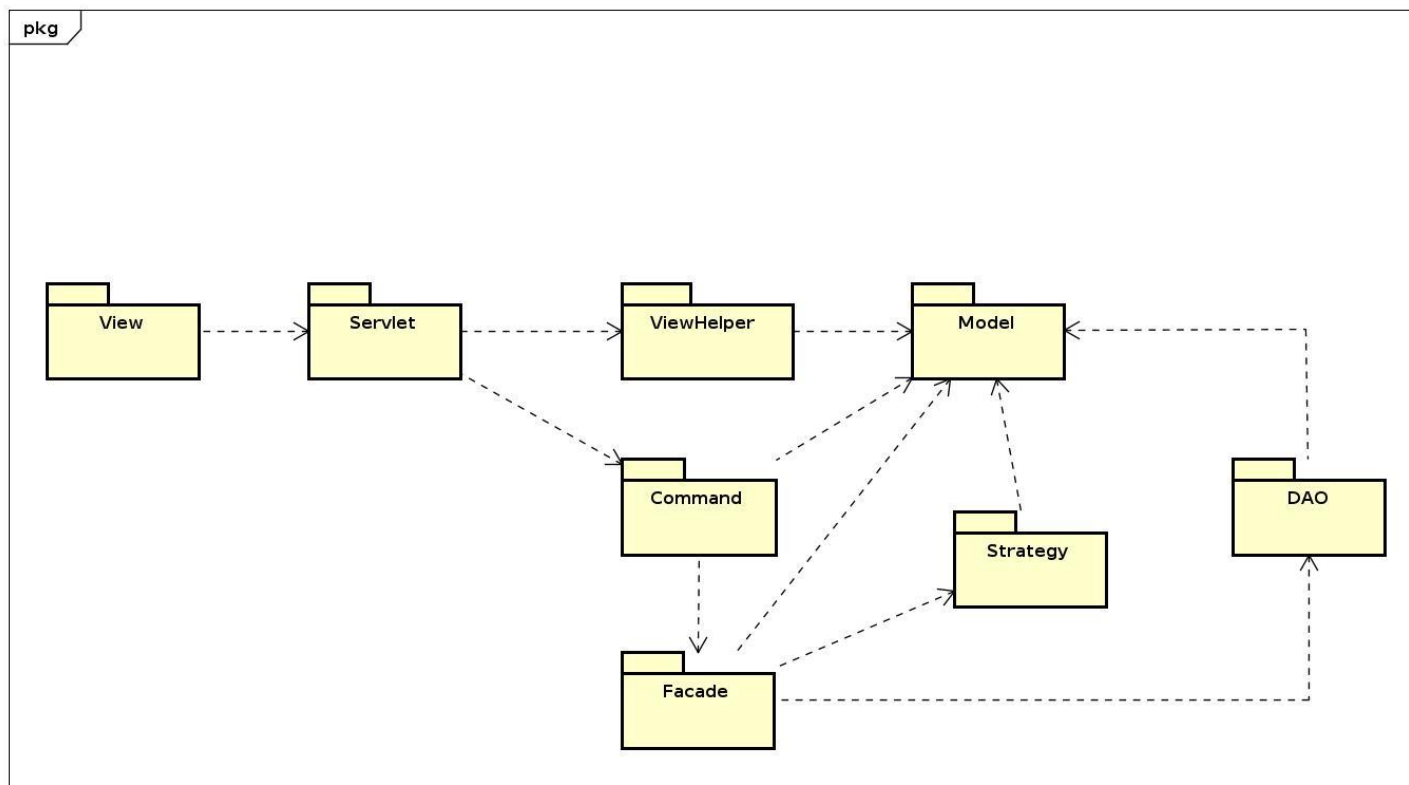 pkg
View
Servlet
ViewHelper
Model
Command
DAO
Strategy
Facade